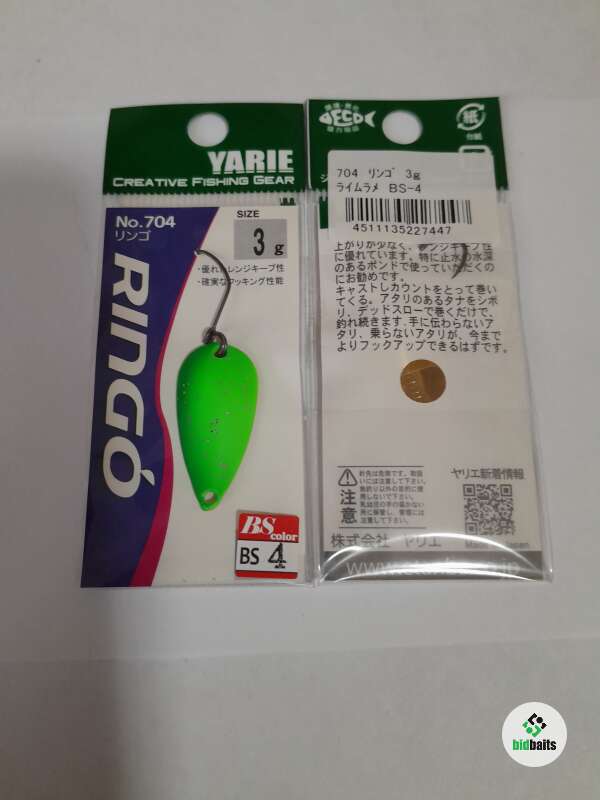 YARIE
CREATIVE FISHING GEAR
No.704
リンゴ
SIZE
3 g
・優れたレンジキープ性
・確実なフッキング性能
RINGO
BS
color
BS 4
ECO
紙
台紙
704 リンゴ 3g
ライムラメ BS-4
4511135227447
上がりが少なく、レンジキープ性
に優れています。特に止水の水深
のあるポンドで使っていただくの
にお勧めです。
キャストしカウントをとって巻い
てくる。アタリのあるタナをシボ
リ、デッドスローで巻くだけで、
釣れ続きます。手に伝わらないア
タリ、乗らないアタリが、今まで
よりフックアップできるはずです。
注意
ヤリエ新着情報
株式会社 ヤリエ
Japan
bidbaits